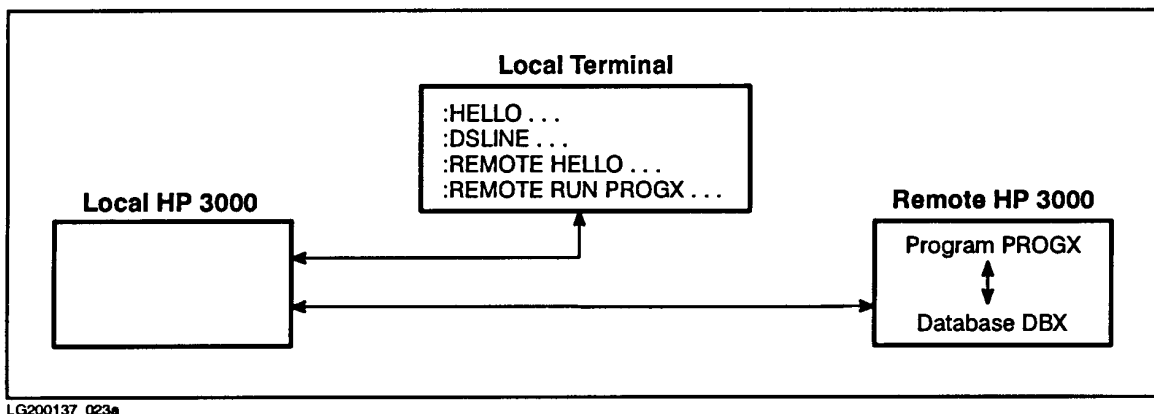 Local Terminal
:HELLO . . .
:DSLINE . . .
:REMOTE HELLO . . .
:REMOTE RUN PROGX . . .
Local HP 3000
Remote HP 3000
Program PROGX
Database DBX
LG200137_023a